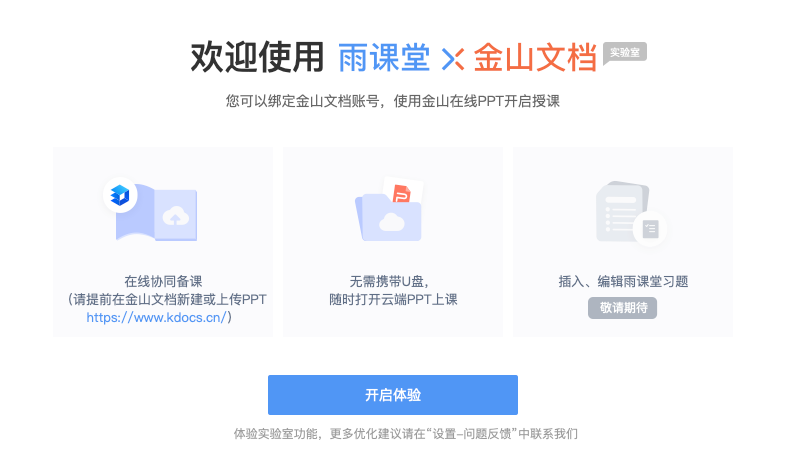 欢迎使用 雨课堂 金山文档 实验室
您可以绑定金山文档账号，使用金山在线PPT开启授课
在线协同备课
（请提前在金山文档新建或上传PPT
https://www.kdocs.cn/）
无需携带U盘，
随时打开云端PPT上课
插入、编辑雨课堂习题
敬请期待
开启体验
体验实验室功能，更多优化建议请在“设置-问题反馈”中联系我们